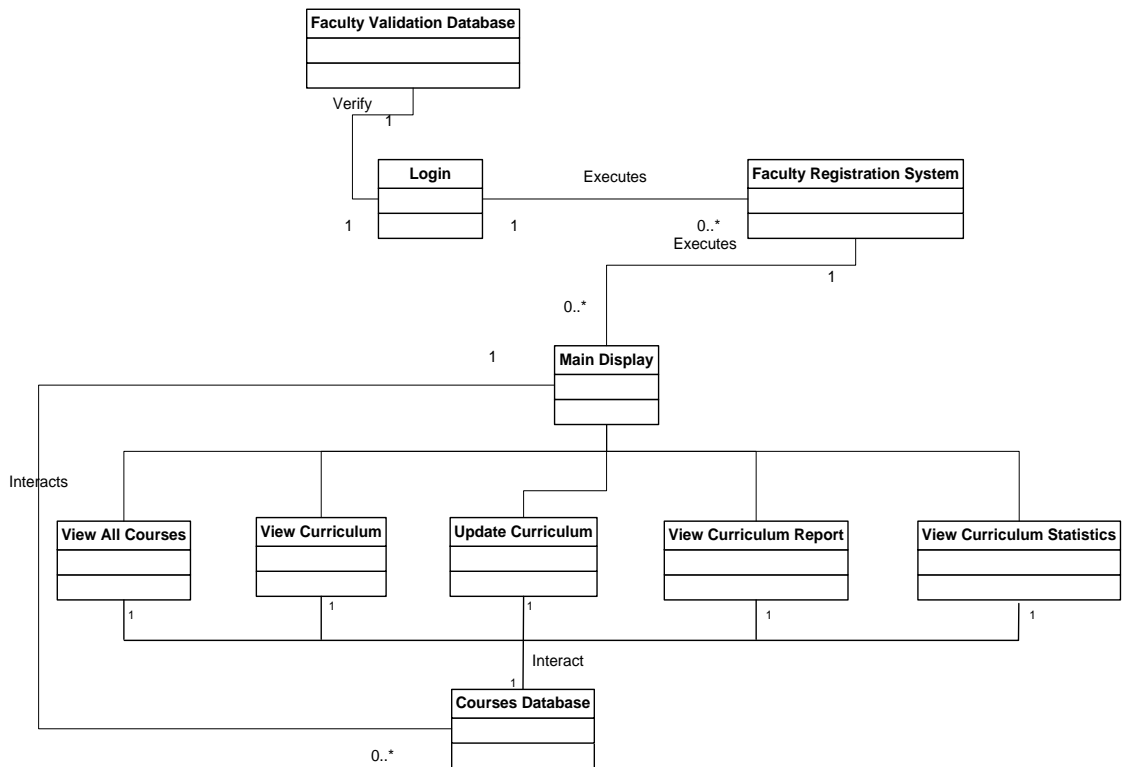 Faculty Validation Database
Verify
1
Login
Executes
Faculty Registration System
1
1
0..*
Executes
1
0..*
1
Main Display
Interacts
View All Courses
View Curriculum
Update Curriculum
View Curriculum Report
View Curriculum Statistics
1
1
1
1
1
Interact
1
Courses Database
0..*